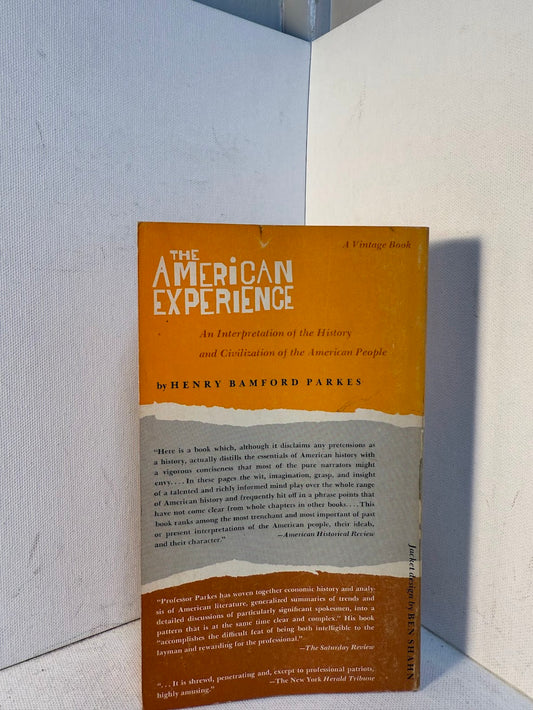 A Vintage Book
THE
AMERICAN
EXPERIENCE
An Interpretation of the History
and Civilization of the American People
by HENRY BAMFORD PARKES
"Here is a book which, although it disclaims any pretensions as
a history, actually distills the essentials of American history with
a vigorous conciseness that most of the pure narrators might
envy.... In these pages the wit, imagination, grasp, and insight
of a talented and richly informed mind play over the whole range
of American history and frequently hit off in a phrase points that
have not come clear from whole chapters in other books.... This
book ranks among the most trenchant and most important of past
or present interpretations of the American people, their ideals,
and their character." —American Historical Review
"Professor Parkes has woven together economic history and analy-
sis of American literature, generalized summaries of trends and
detailed discussions of particularly significant spokesmen, into a
pattern that is at the same time clear and complex." His book
"accomplishes the difficult feat of being both intelligible to the
layman and rewarding for the professional."
—The Saturday Review
"... It is shrewd, penetrating and, except to professional patriots,
highly amusing." —The New York Herald Tribune
Jacket design by BEN SHAHN